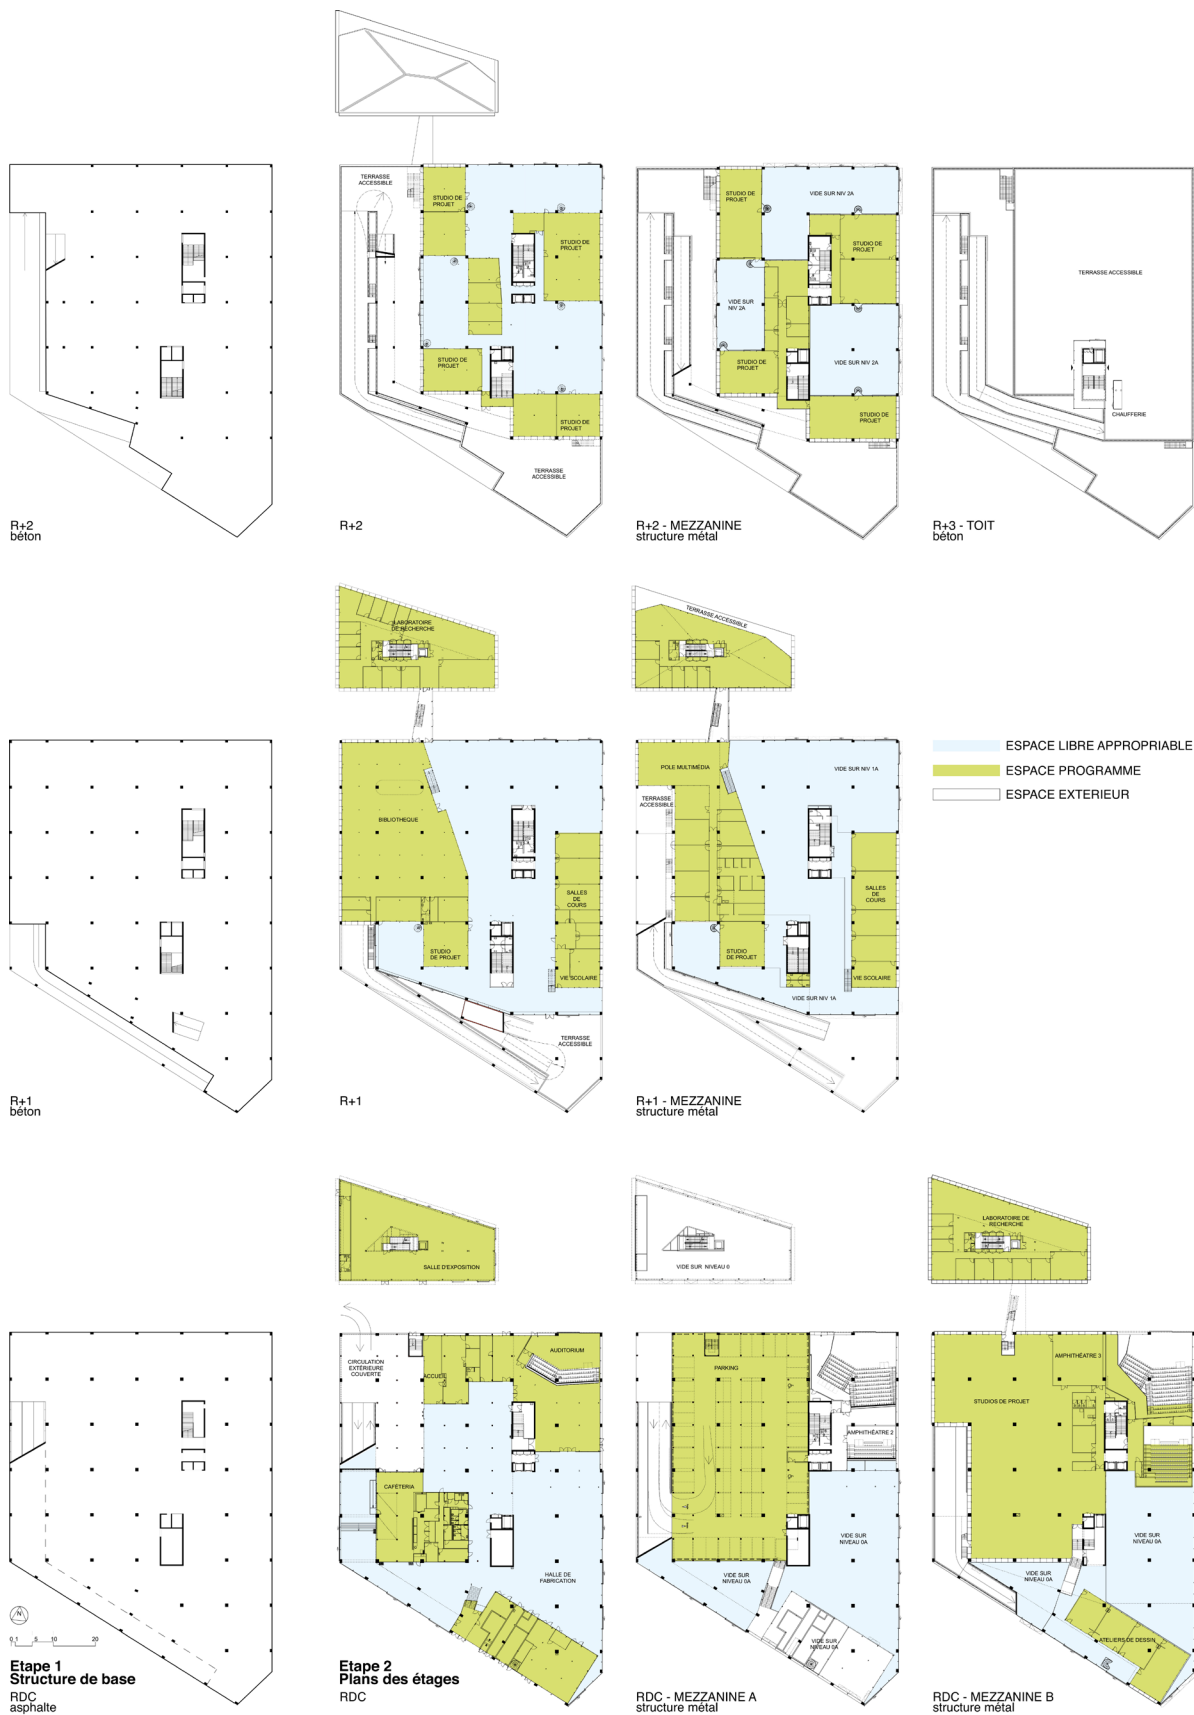 TERRASSE
ACCESSIBLE
STUDIO DE
PROJET
STUDIO DE
PROJET
STUDIO DE
PROJET
STUDIO DE
PROJET
TERRASSE
ACCESSIBLE
STUDIO DE
PROJET
VIDE SUR NIV 2A
STUDIO DE
PROJET
VIDE SUR
NIV 2A
VIDE SUR NIV 2A
STUDIO DE
PROJET
STUDIO DE
PROJET
TERRASSE ACCESSIBLE
CHAUFFERIE
R+2
béton
R+2
R+2 - MEZZANINE
structure métal
R+3 - TOIT
béton
LABORATOIRE
DE RECHERCHE
TERRASSE ACCESSIBLE
BIBLIOTHEQUE
SALLES
DE
COURS
STUDIO
DE PROJET
VIE SCOLAIRE
TERRASSE
ACCESSIBLE
POLE MULTIMÉDIA
VIDE SUR NIV 1A
TERRASSE
ACCESSIBLE
SALLES
DE
COURS
STUDIO
DE PROJET
VIE SCOLAIRE
VIDE SUR NIV 1A
ESPACE LIBRE APPROPRIABLE
ESPACE PROGRAMME
ESPACE EXTERIEUR
R+1
béton
R+1
R+1 - MEZZANINE
structure métal
SALLE D'EXPOSITION
VIDE SUR NIVEAU 0
LABORATOIRE DE
RECHERCHE
CIRCULATION
EXTÉRIEURE
COUVERTE
ACCUEIL
AUDITORIUM
CAFÉTERIA
HALLE DE
FABRICATION
PARKING
AMPHITHÉATRE 2
VIDE SUR
NIVEAU 0A
VIDE SUR
NIVEAU 0A
VIDE SUR
NIVEAU 0A
AMPHITHÉATRE 3
STUDIOS DE PROJET
VIDE SUR
NIVEAU 0A
VIDE SUR
NIVEAU 0A
ATELIERS DE DESSIN
N
0 1 5 10 20
Etape 1
Structure de base
RDC
asphalte
Etape 2
Plans des étages
RDC
RDC - MEZZANINE A
structure métal
RDC - MEZZANINE B
structure métal